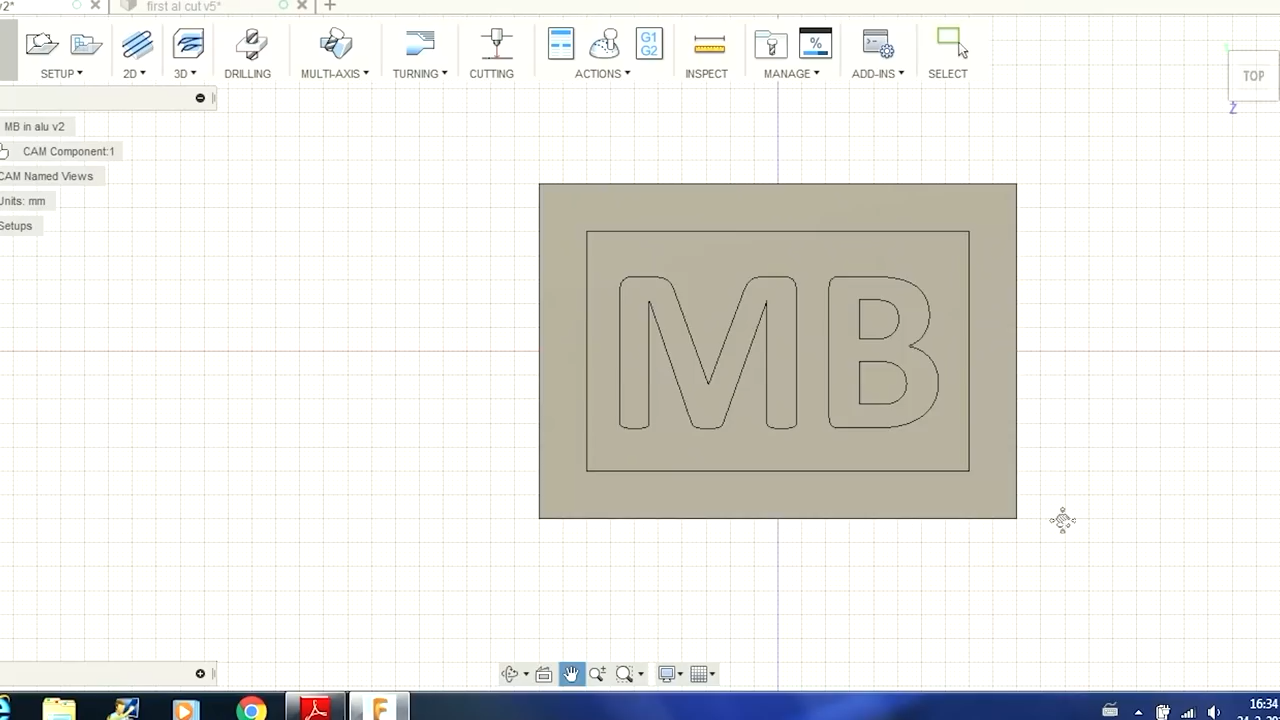 v2*
first al cut v5*
G1
G2
%
SETUP
2D
3D
DRILLING
MULTI-AXIS
TURNING
CUTTING
ACTIONS
INSPECT
MANAGE
ADD-INS
SELECT
TOP
Z
MB in alu v2
CAM Component:1
CAM Named Views
Units: mm
Setups
MB
16:34